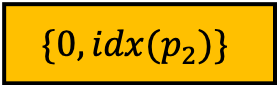 {0, idx(p₂)}